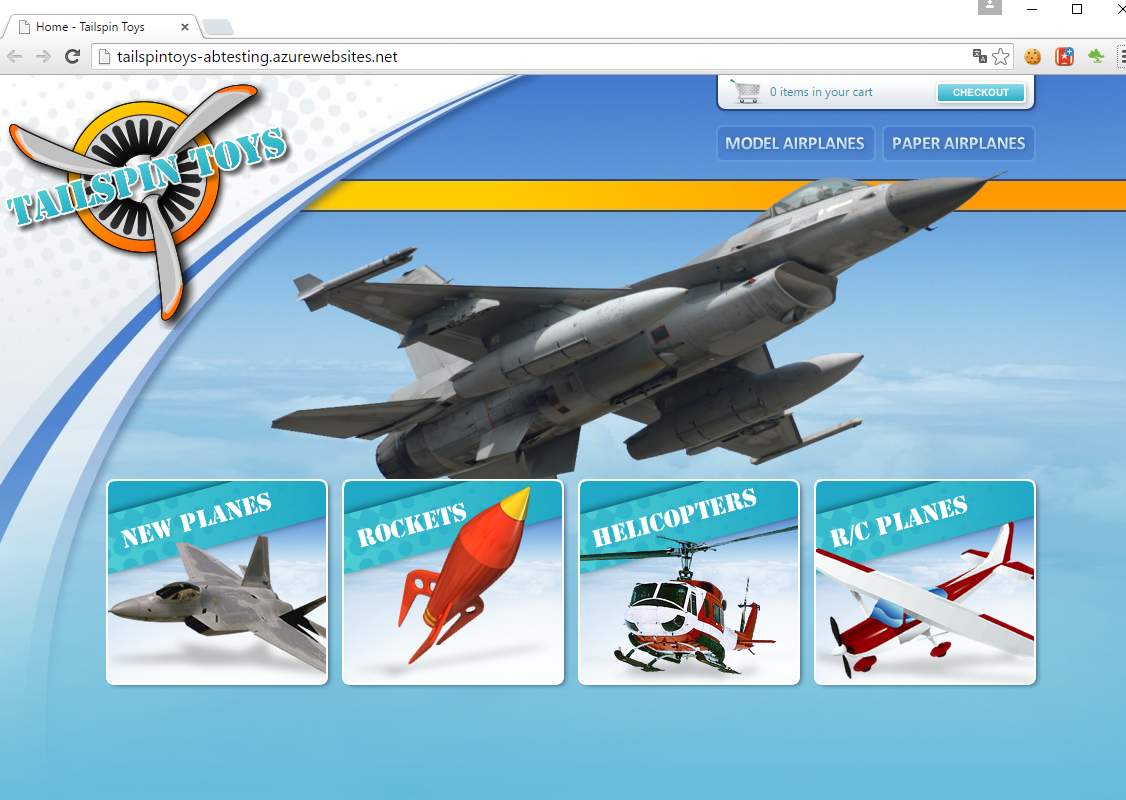 Home - Tailspin Toys
tailspintoys-abtesting.azurewebsites.net
0 items in your cart
CHECKOUT
TAILSPIN TOYS
MODEL AIRPLANES
PAPER AIRPLANES
NEW PLANES
ROCKETS
HELICOPTERS
R/C PLANES